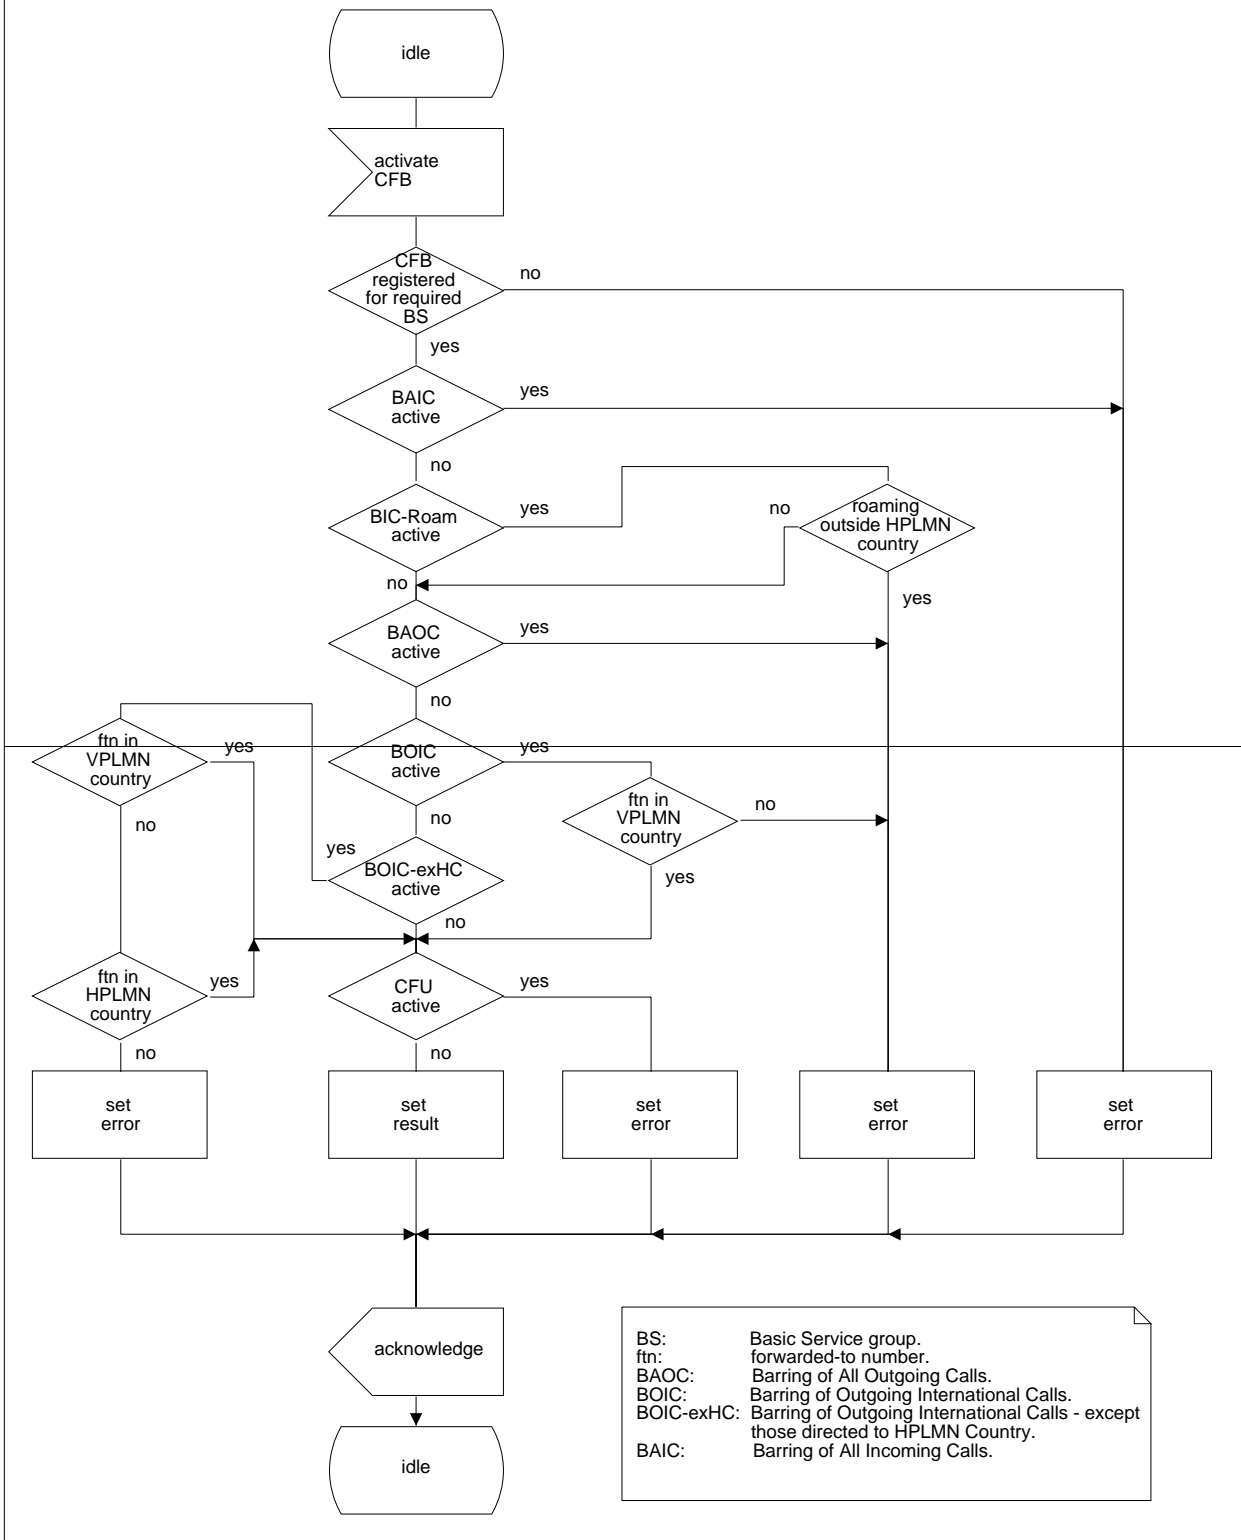 idle
activate
CFB
CFB
registered
for required
BS
no
yes
BAIC
active
yes
no
BIC-Roam
active
yes
no
roaming
outside HPLMN
country
no
yes
BAOC
active
yes
no
ftn in
VPLMN
country
yes
no
BOIC
active
yes
no
ftn in
VPLMN
country
no
yes
yes
BOIC-exHC
active
no
ftn in
HPLMN
country
yes
no
CFU
active
yes
no
set
error
set
result
set
error
set
error
set
error
acknowledge
idle
BS: Basic Service group.
ftn: forwarded-to number.
BAOC: Barring of All Outgoing Calls.
BOIC: Barring of Outgoing International Calls.
BOIC-exHC: Barring of Outgoing International Calls - except
those directed to HPLMN Country.
BAIC: Barring of All Incoming Calls.